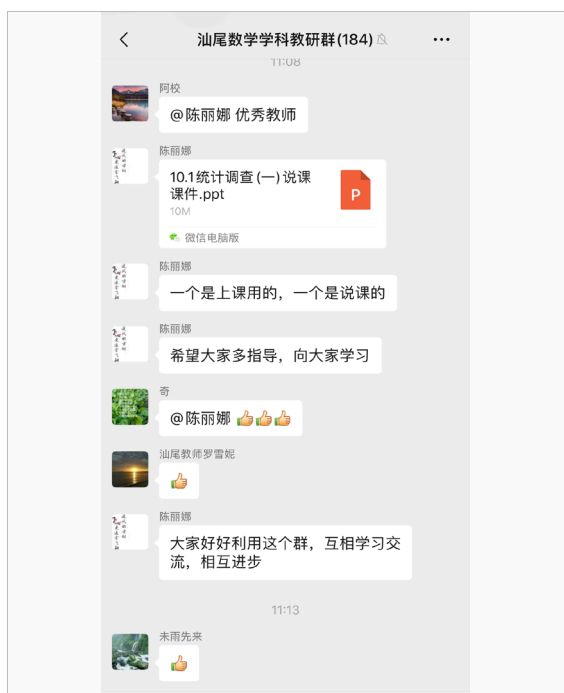 汕尾数学学科教研群(184)
11:08
阿校
@陈丽娜 优秀教师
陈丽娜
10.1统计调查(一)说课
课件.ppt
P
10M
微信电脑版
陈丽娜
一个是上课用的，一个是说课的
陈丽娜
希望大家多指导，向大家学习
奇
@陈丽娜
汕尾教师罗雪妮
陈丽娜
大家好好利用这个群，互相学习交
流，相互进步
11:13
未雨先来